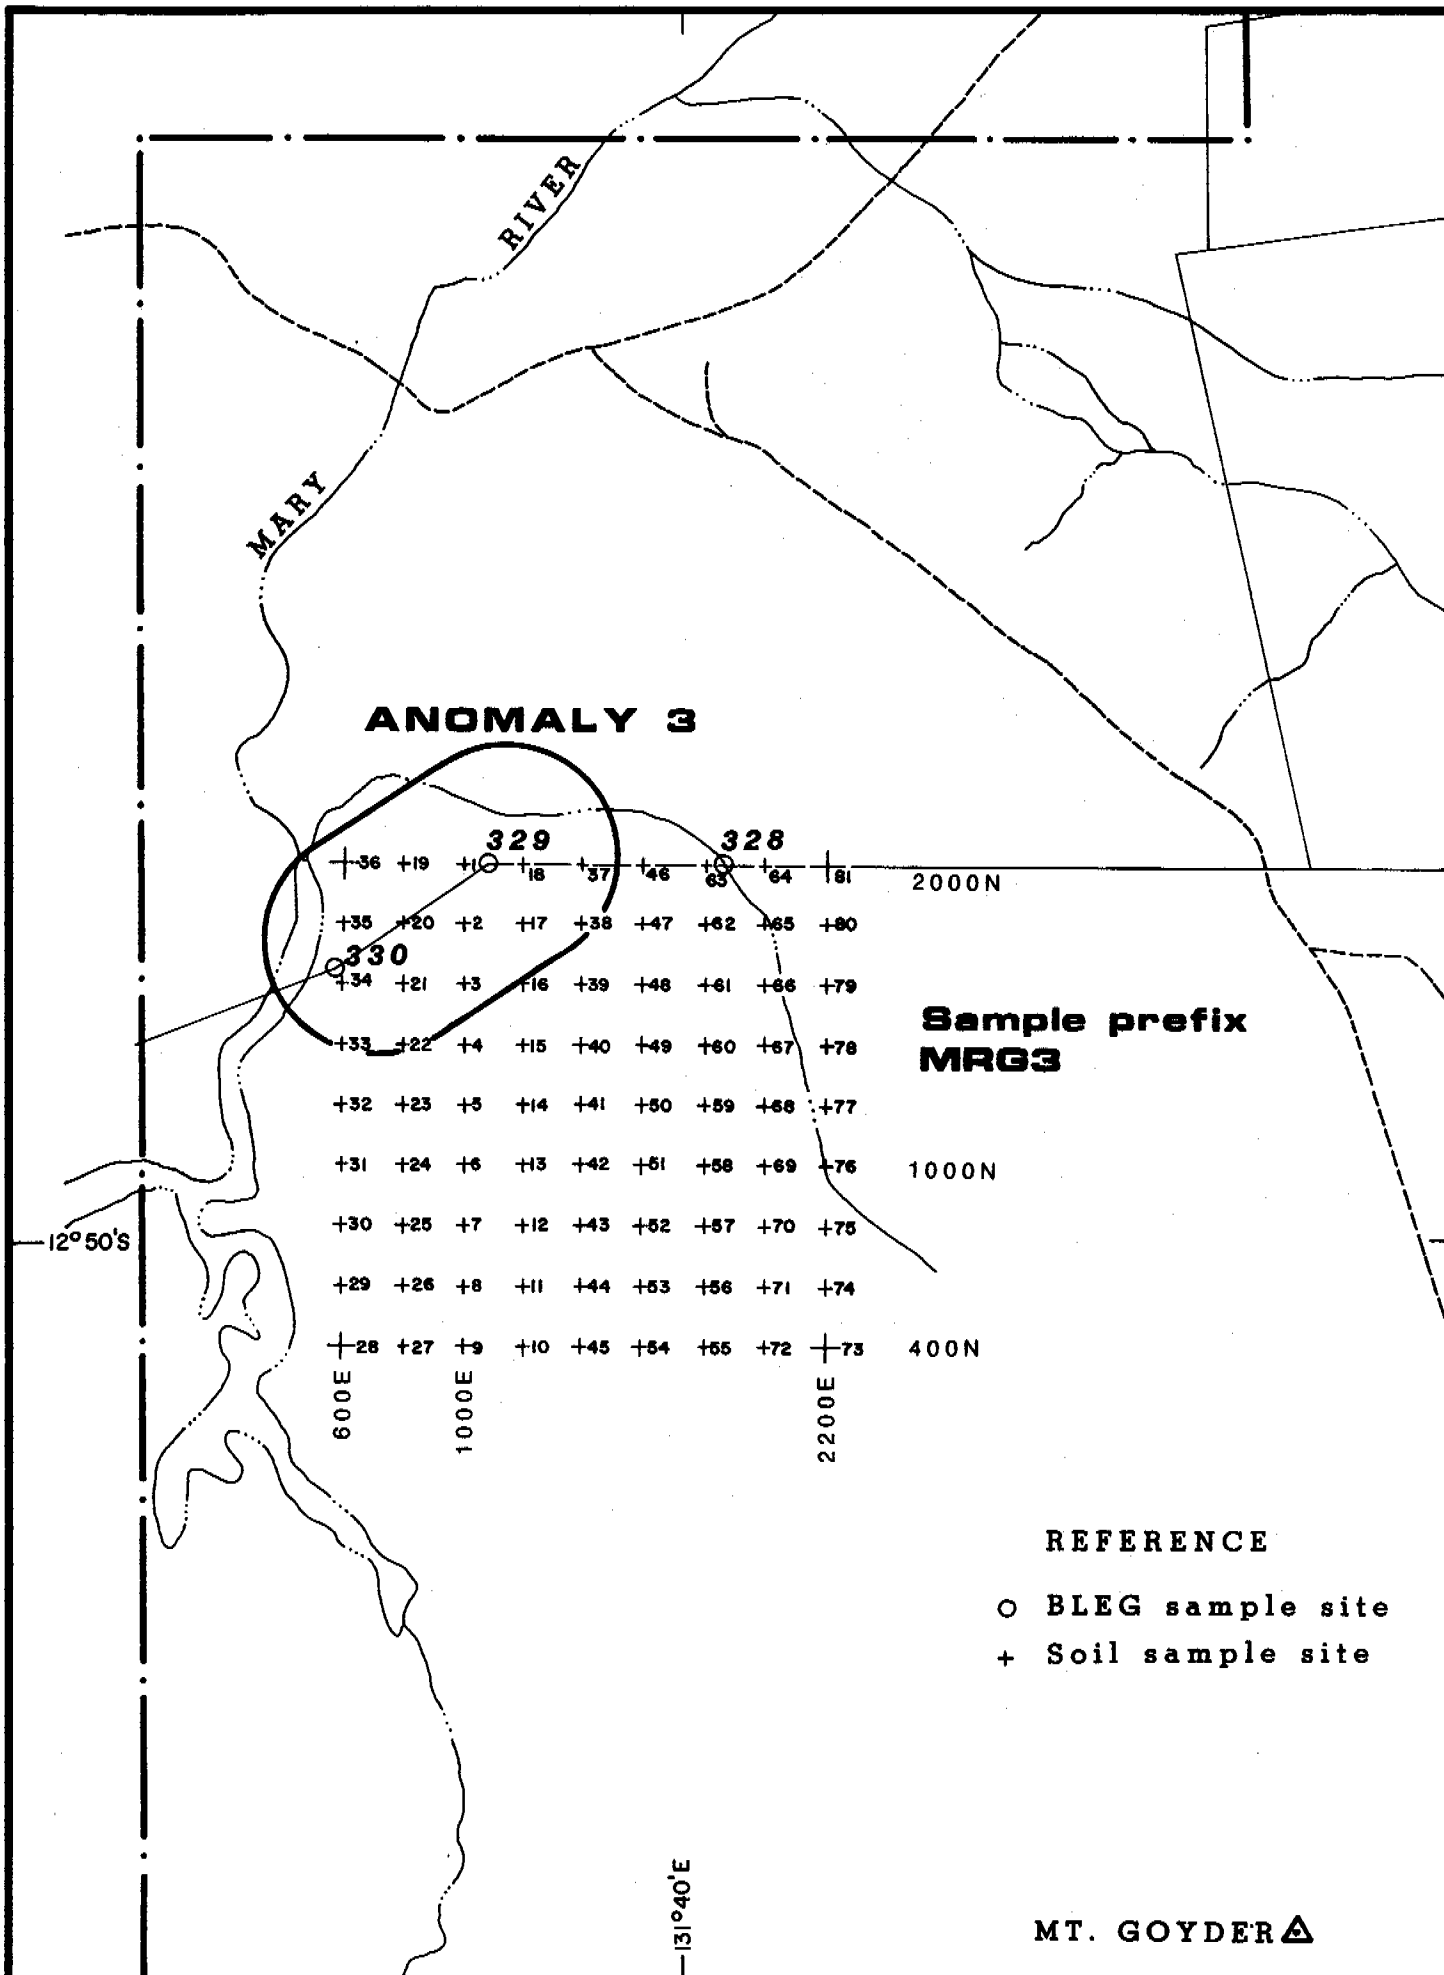 RIVER
MARY
ANOMALY 3
329 328
36 19 1 18 37 46 63 64 81 2000N
35 20 2 17 38 47 62 65 80
330
34 21 3 16 39 48 61 66 79
Sample prefix
MRG3
33 22 4 15 40 49 60 67 78
32 23 5 14 41 50 59 68 77
31 24 6 13 42 51 58 69 76 1000N
30 25 7 12 43 52 57 70 75
12°50'S
29 26 8 11 44 53 56 71 74
28 27 9 10 45 54 55 72 73 400N
600E 1000E 2200E
REFERENCE
BLEG sample site
+ Soil sample site
131°40'E
MT. GOYDER